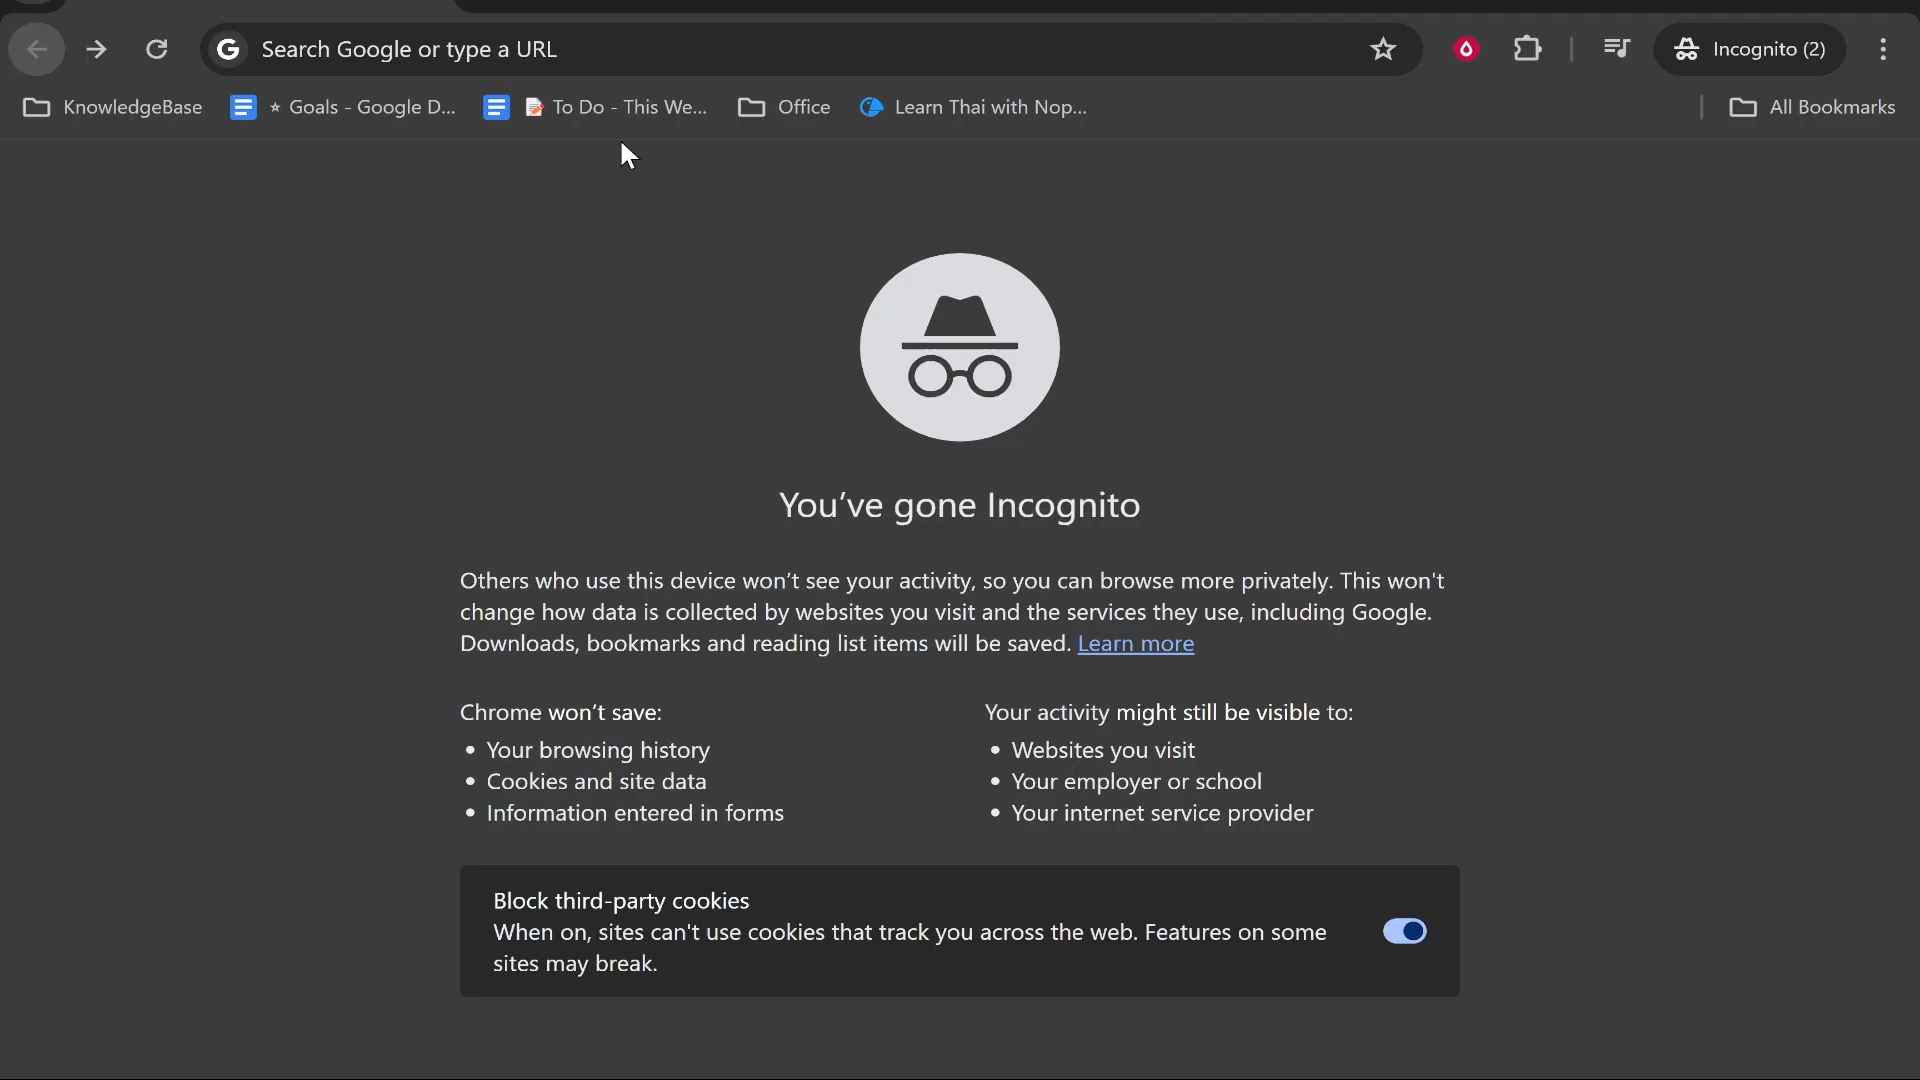 Search Google or type a URL
Incognito (2)
KnowledgeBase
⭐ Goals - Google D...
📝 To Do - This We...
Office
Learn Thai with Nop...
All Bookmarks
You've gone Incognito
Others who use this device won't see your activity, so you can browse more privately. This won't
change how data is collected by websites you visit and the services they use, including Google.
Downloads, bookmarks and reading list items will be saved. Learn more
Chrome won't save:
• Your browsing history
• Cookies and site data
• Information entered in forms
Your activity might still be visible to:
• Websites you visit
• Your employer or school
• Your internet service provider
Block third-party cookies
When on, sites can't use cookies that track you across the web. Features on some
sites may break.